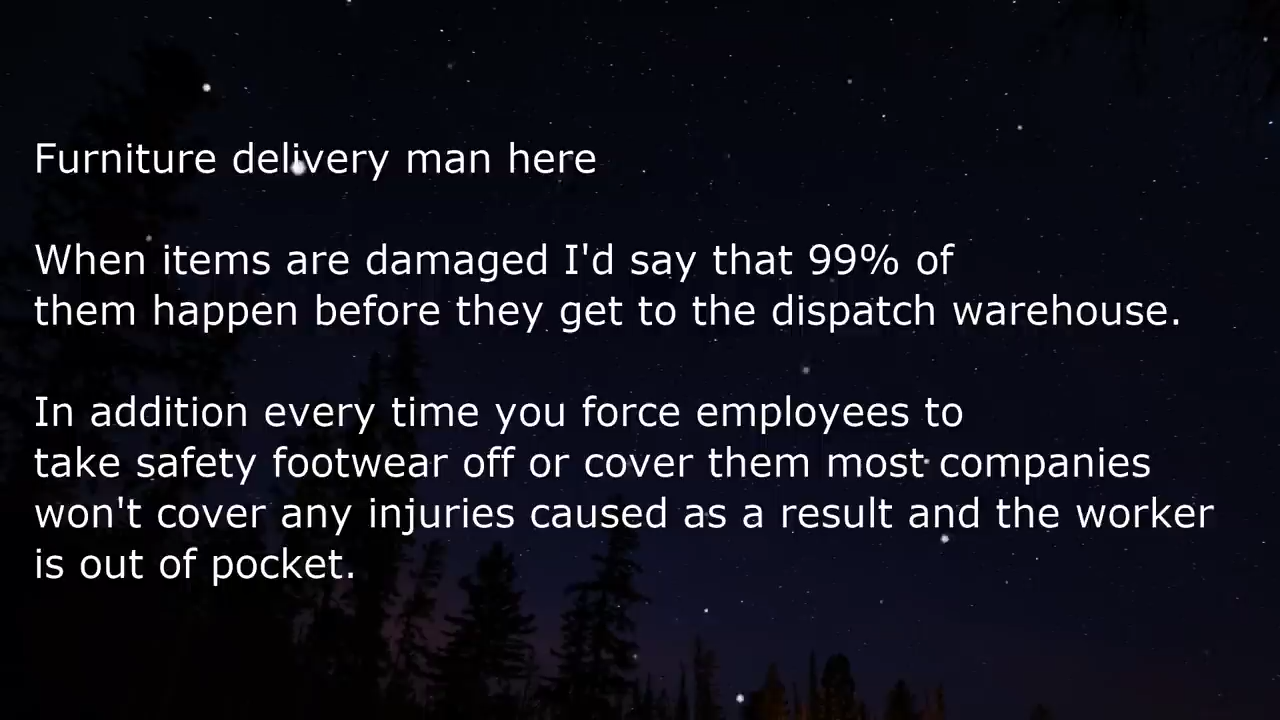 Furniture delivery man here
When items are damaged I'd say that 99% of
them happen before they get to the dispatch warehouse.
In addition every time you force employees to
take safety footwear off or cover them most companies
won't cover any injuries caused as a result and the worker
is out of pocket.